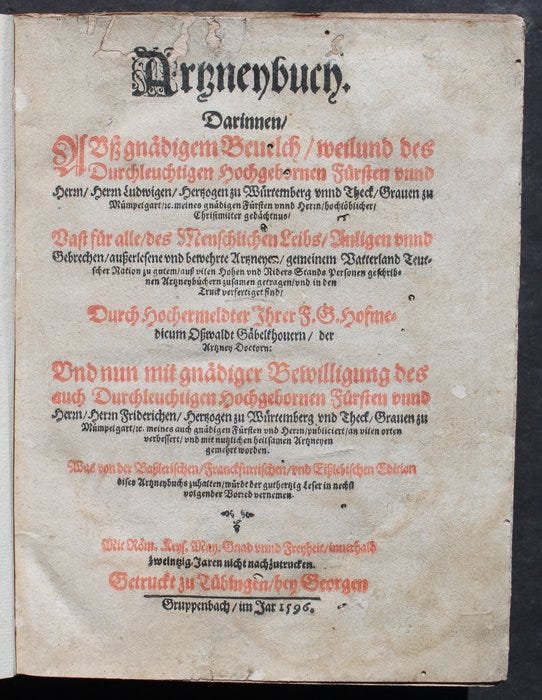 Artzneybuch.
Darinnen/
Auß gnädigem Beuelch / weilund des
Durchleuchtigen Hochgebornen Fürsten vnnd
Herrn/ Herrn Ludwigen/ Hertzogen zu Würtemberg vnnd Theck/ Grauen zu
Mümpelgart/ꝛc. meines gnädigen Fürsten vnnd Herrn/ hochlöblicher/
Christmilter gedächtnus/
Vast für alle/ des Menschlichen Leibs/ Anligen vnnd
Gebrechen/ außerlesene vnd bewehrte Artzneyen/ gemeinem Vatterland Teut-
scher Nation zu gutem/ auß vilen Hohen vnd Niders Stands Personen geschrib-
nen Artzneybüchern zusamen getragen/ vnd in den
Truck verfertiget sind/
Durch Hochermeldter Ihrer F. G. Hofme-
dicum Oßwaldt Gäbelkhouern/ der
Artzney Doctorn:
Vnd nun mit gnädiger Bewilligung des
auch Durchleuchtigen Hochgebornen Fürsten vnnd
Herrn/ Herrn Friderichen/ Hertzogen zu Würtemberg vnd Theck/ Grauen zu
Mümpelgart/ꝛc. meines auch gnädigen Fürsten vnd Herrn/ publiciert/ an vilen orten
verbessert/ vnd mit nutzlichen heilsamen Artzneyen
gemehrt worden.
Was von der Baßlerischen/ Franckfurtischen/ vnd Eißlebischen Edition
dises Artzneybuchs zuhalten/ würdt der guthertzig Leser in nechst
volgender Vorred vernemen.
Mit Röm. Keys. May. Gnad vnnd Freyheit/ innerhalb
zweintzig Jaren nicht nachzutrucken.
Getruckt zu Tübingen/ bey Georgen
Gruppenbach/ im Jar 1596.